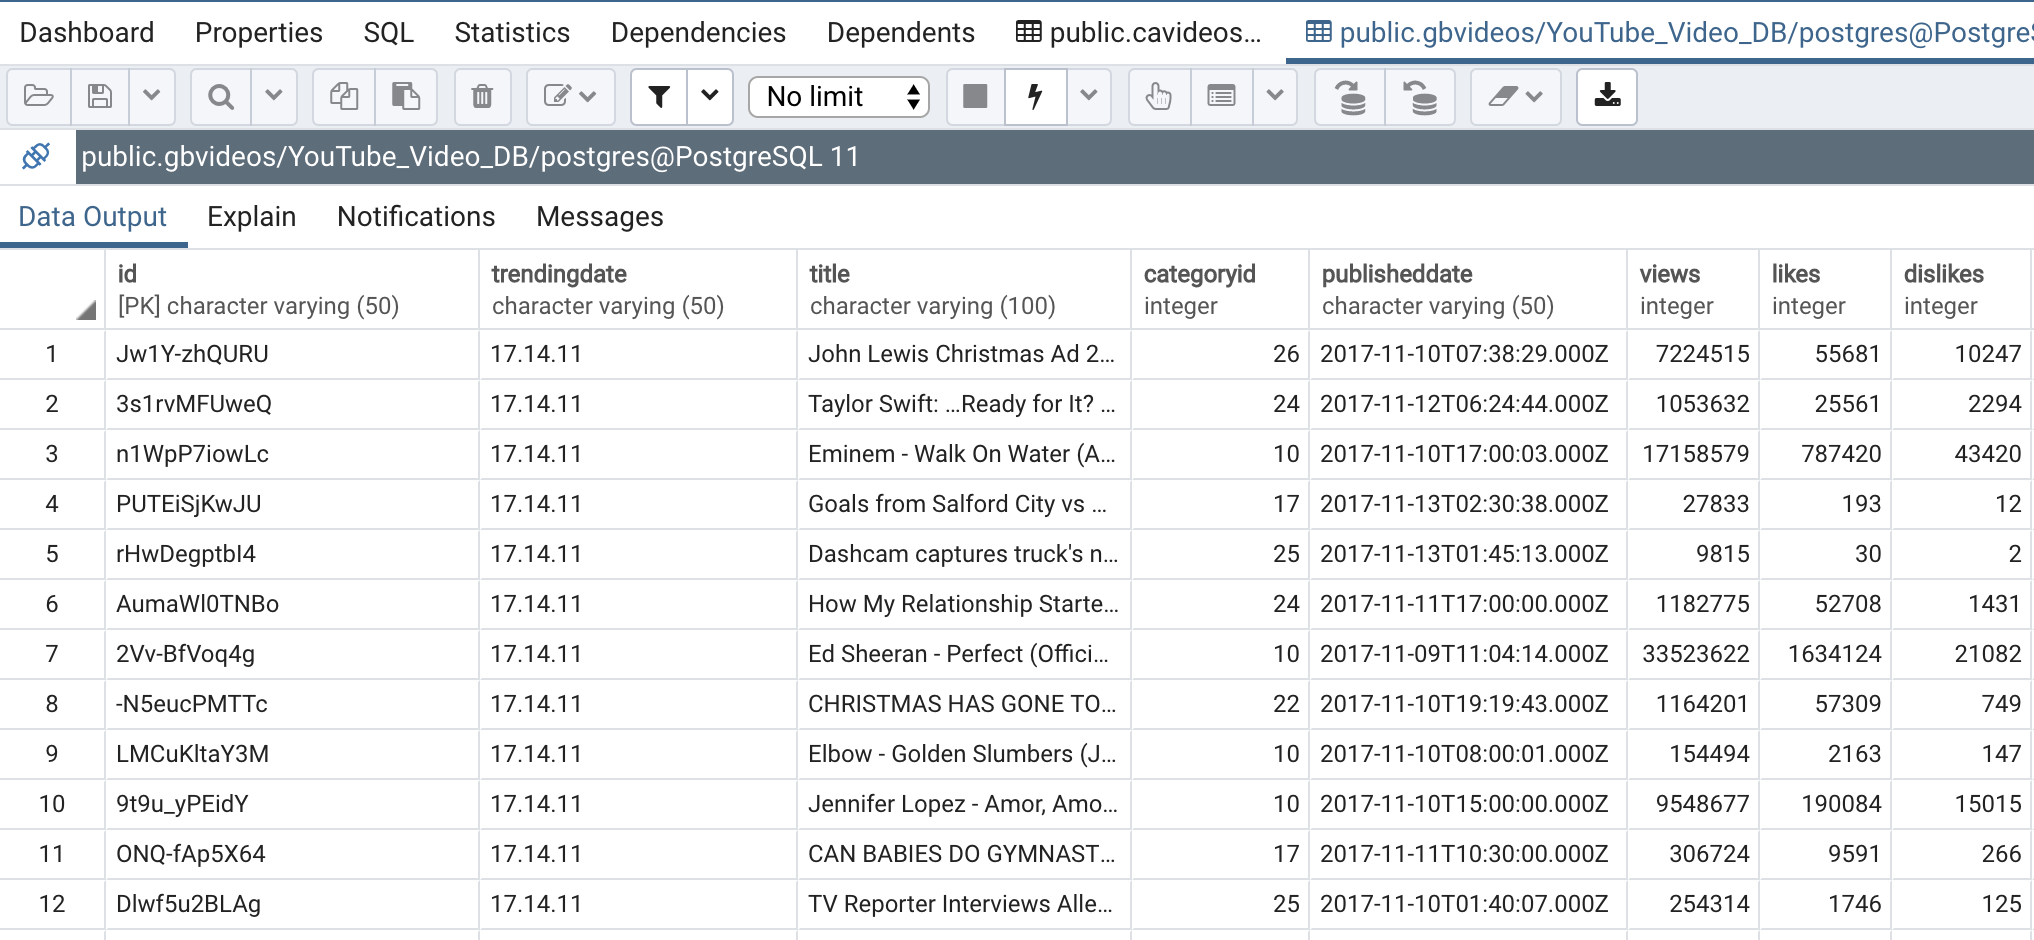 Dashboard Properties SQL Statistics Dependencies Dependents public.cavideos... public.gbvideos/YouTube_Video_DB/postgres@Postgre
No limit
public.gbvideos/YouTube_Video_DB/postgres@PostgreSQL 11
Data Output Explain Notifications Messages
id trendingdate title categoryid publisheddate views likes dislikes
[PK] character varying (50) character varying (50) character varying (100) integer character varying (50) integer integer integer
1 Jw1Y-zhQURU 17.14.11 John Lewis Christmas Ad 2... 26 2017-11-10T07:38:29.000Z 7224515 55681 10247
2 3s1rvMFUweQ 17.14.11 Taylor Swift: …Ready for It? ... 24 2017-11-12T06:24:44.000Z 1053632 25561 2294
3 n1WpP7iowLc 17.14.11 Eminem - Walk On Water (A... 10 2017-11-10T17:00:03.000Z 17158579 787420 43420
4 PUTEiSjKwJU 17.14.11 Goals from Salford City vs ... 17 2017-11-13T02:30:38.000Z 27833 193 12
5 rHwDegptbI4 17.14.11 Dashcam captures truck's n... 25 2017-11-13T01:45:13.000Z 9815 30 2
6 AumaWl0TNBo 17.14.11 How My Relationship Starte... 24 2017-11-11T17:00:00.000Z 1182775 52708 1431
7 2Vv-BfVoq4g 17.14.11 Ed Sheeran - Perfect (Offici... 10 2017-11-09T11:04:14.000Z 33523622 1634124 21082
8 -N5eucPMTTc 17.14.11 CHRISTMAS HAS GONE TO... 22 2017-11-10T19:19:43.000Z 1164201 57309 749
9 LMCuKltaY3M 17.14.11 Elbow - Golden Slumbers (J... 10 2017-11-10T08:00:01.000Z 154494 2163 147
10 9t9u_yPEidY 17.14.11 Jennifer Lopez - Amor, Amo... 10 2017-11-10T15:00:00.000Z 9548677 190084 15015
11 ONQ-fAp5X64 17.14.11 CAN BABIES DO GYMNAST... 17 2017-11-11T10:30:00.000Z 306724 9591 266
12 Dlwf5u2BLAg 17.14.11 TV Reporter Interviews Alle... 25 2017-11-10T01:40:07.000Z 254314 1746 125